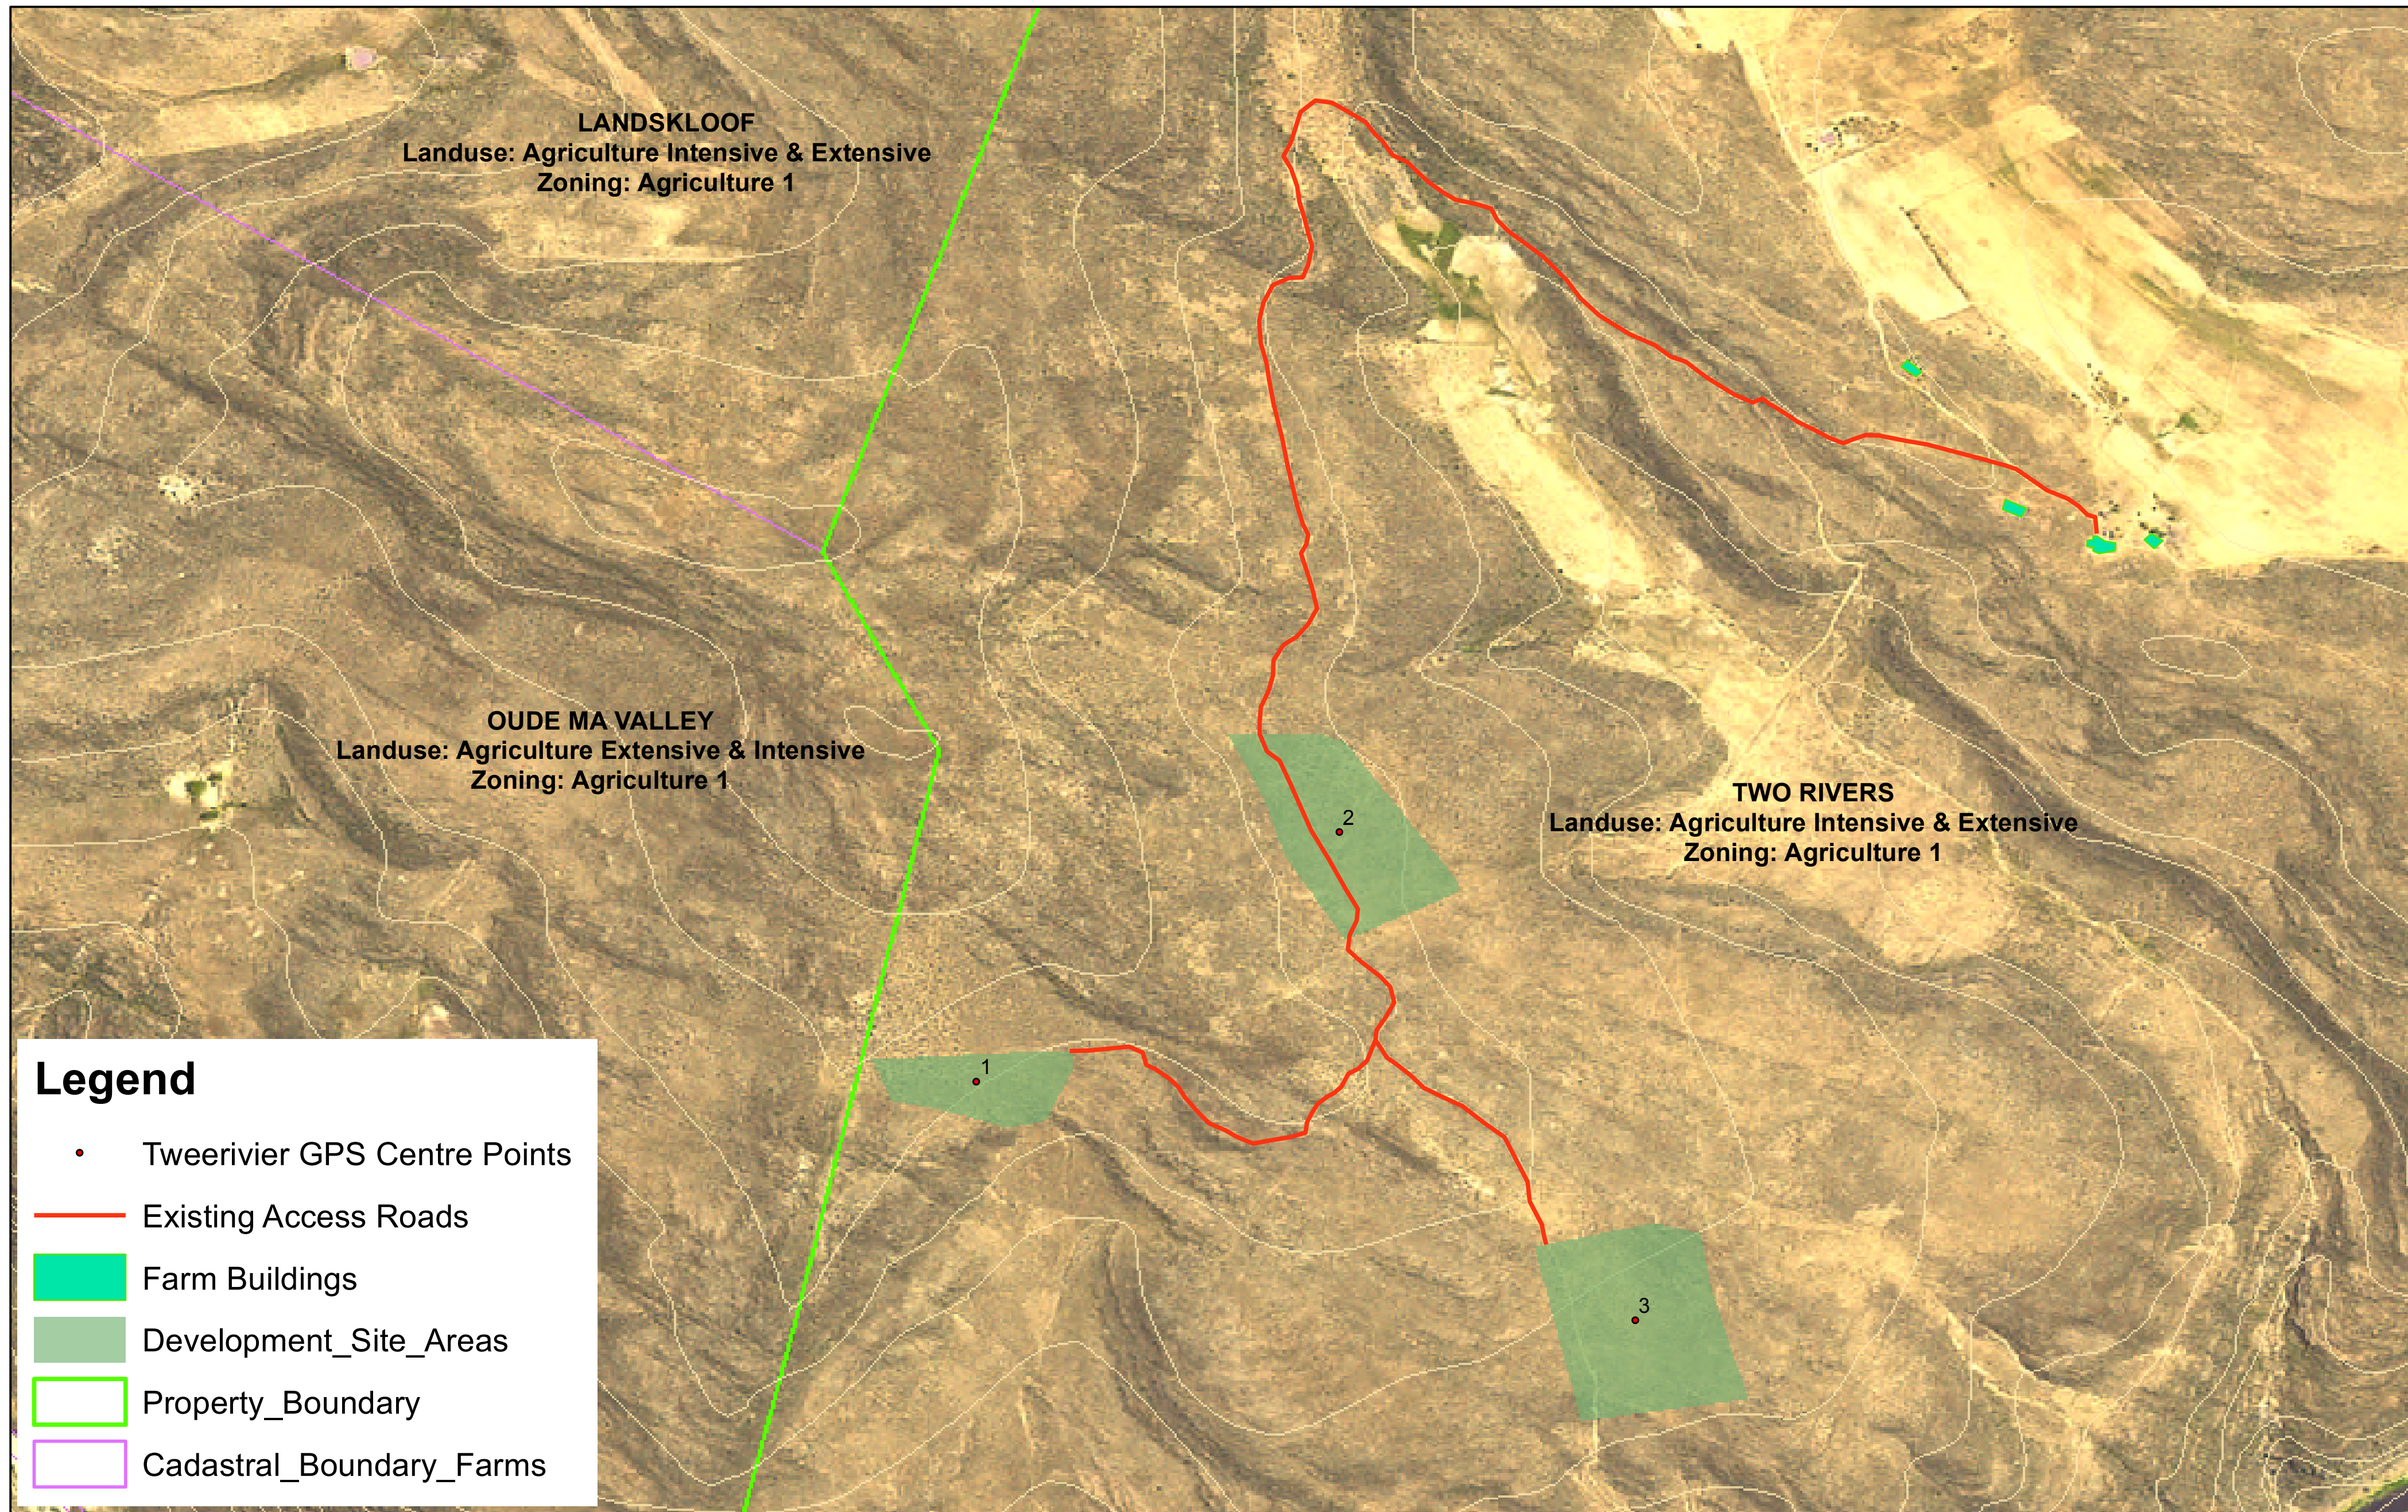 LANDSKLOOF
Landuse: Agriculture Intensive & Extensive
Zoning: Agriculture 1
OUDE MA VALLEY
Landuse: Agriculture Extensive & Intensive
Zoning: Agriculture 1
2
TWO RIVERS
Landuse: Agriculture Intensive & Extensive
Zoning: Agriculture 1
1
3
Legend
Tweerivier GPS Centre Points
Existing Access Roads
Farm Buildings
Development_Site_Areas
Property_Boundary
Cadastral_Boundary_Farms